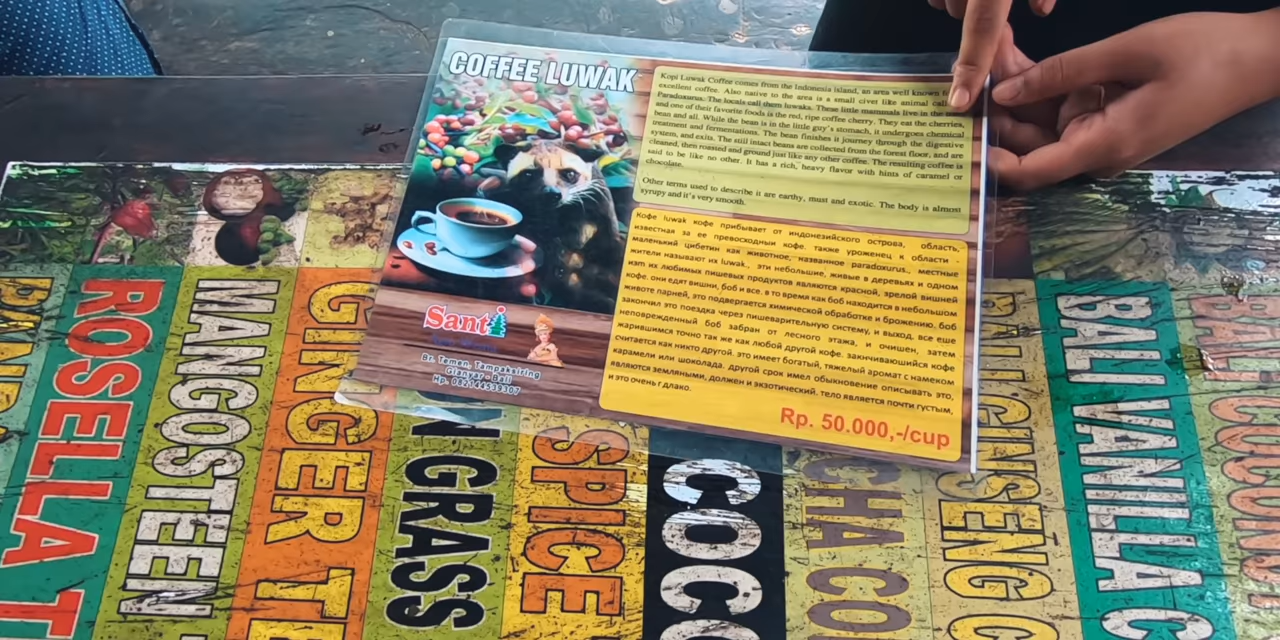 COFFEE LUWAK
Kopi Luwak Coffee comes from the Indonesia island, an area well known
excellent coffee. Also native to the area is a small civet like animal
Paradoxurus. The locals call them luwaks. These little mammals live in the
and one of their favorite foods is the red, ripe coffee cherry. They eat the cherries,
bean and all. While the bean is in the little guy's stomach, it undergoes chemical
treatment and fermentations. The bean finishes it journey through the digestive
system, and exits. The still intact beans are collected from the forest floor, and are
cleaned, then roasted and ground just like any other coffee. The resulting coffee is
said to be like no other. It has a rich, heavy flavor with hints of caramel or
chocolate.
Other terms used to describe it are earthy, must and exotic. The body is almost
syrupy and it's very smooth.
Кофе luwak кофе прибывает от индонезийского острова, область,
известная за ее превосходный кофе. также уроженец к области -
маленький цибетин как животное, названное paradoxurus., местные
жители называют их luwak., эти небольшие, живые в деревьях и одном
изm их любимых пищевых продуктов являются красной, зрелой вишней
кофе. они едят вишни, боб и все. в то время как боб находится в небольшом
животе парней, это подвергается химической обработке и брожению. боб
закончил это поездка через пищеварительную систему, и выход. все еще
неповрежденный боб забран от лесного этажа, и очишен, затем
жарившимся точно так же как любой другой кофе. закичивающийся кофе
считается как никто другой. это имеет богатый, тяжелый аромат с намеком
карамели или шоколада. другой срок имел обыкновение описывать это,
являются земляными, должен и экзотический. тело является почти густым,
и это очень г длако.
Rp. 50.000,-/cup
Santi
Br. Temen, Tampaksiring
Gianyar - Bali
Hp. 082144539307
ROSELLA T
MANGOSTEEN
GINGER TE
N GRASS
SPICE
COCO
CHA CO
BALI GINSENG C
BALI VANILLA C
BALI COCONUT